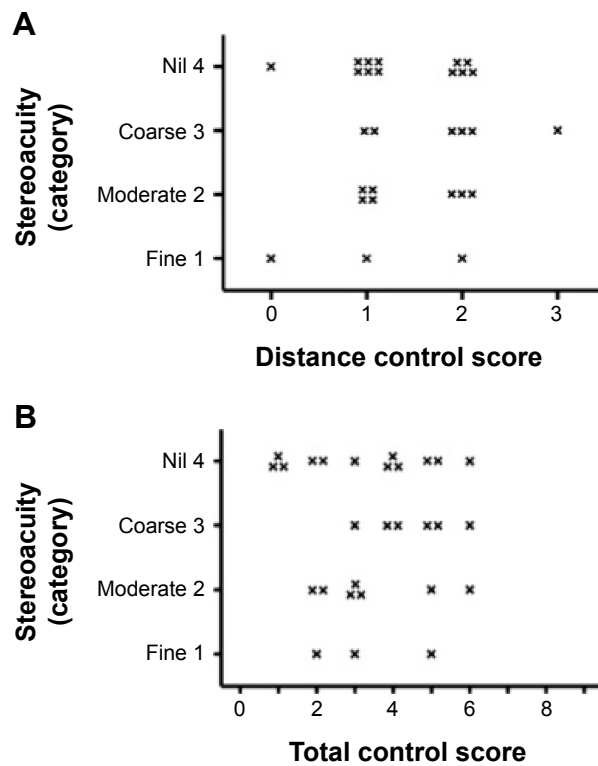 A
Stereoacuity
(category)
Nil 4
Coarse 3
Moderate 2
Fine 1
0 1 2 3
Distance control score
B
Stereoacuity
(category)
Nil 4
Coarse 3
Moderate 2
Fine 1
0 2 4 6 8
Total control score